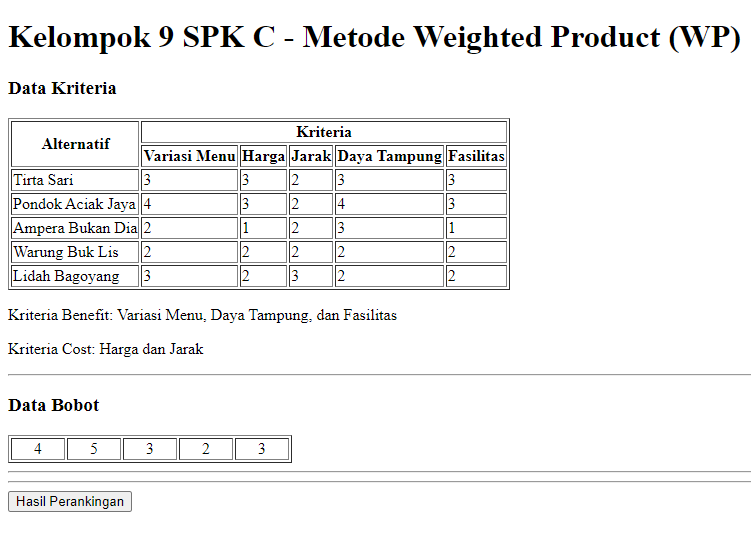 Kelompok 9 SPK C - Metode Weighted Product (WP)
Data Kriteria
Alternatif Kriteria
Variasi Menu Harga Jarak Daya Tampung Fasilitas
Tirta Sari 3 3 2 3 3
Pondok Aciak Jaya 4 3 2 4 3
Ampera Bukan Dia 2 1 2 3 1
Warung Buk Lis 2 2 2 2 2
Lidah Bagoyang 3 2 3 2 2
Kriteria Benefit: Variasi Menu, Daya Tampung, dan Fasilitas
Kriteria Cost: Harga dan Jarak
Data Bobot
4 5 3 2 3
Hasil Perankingan